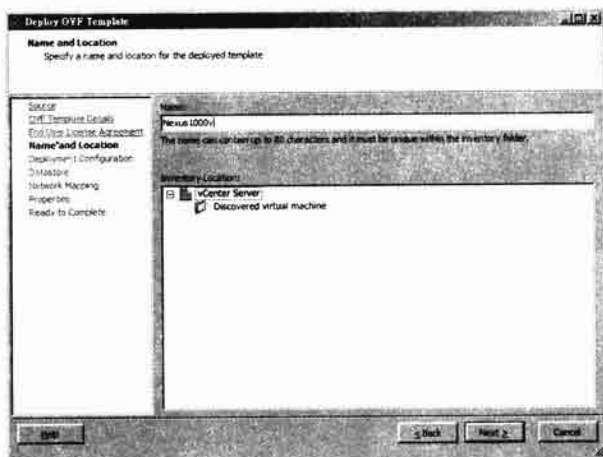 Deploy OVF Template
Name and Location
Specify a name and location for the deployed template
Source
OVF Template Details
End User License Agreement
Name and Location
Deployment Configuration
Datastore
Network Mapping
Properties
Ready to Complete
Name:
Nexus1000v
The name can contain up to 80 characters and it must be unique within the inventory folder.
Inventory Location:
vCenter Server
Discovered virtual machine
Help
< Back
Next >
Cancel